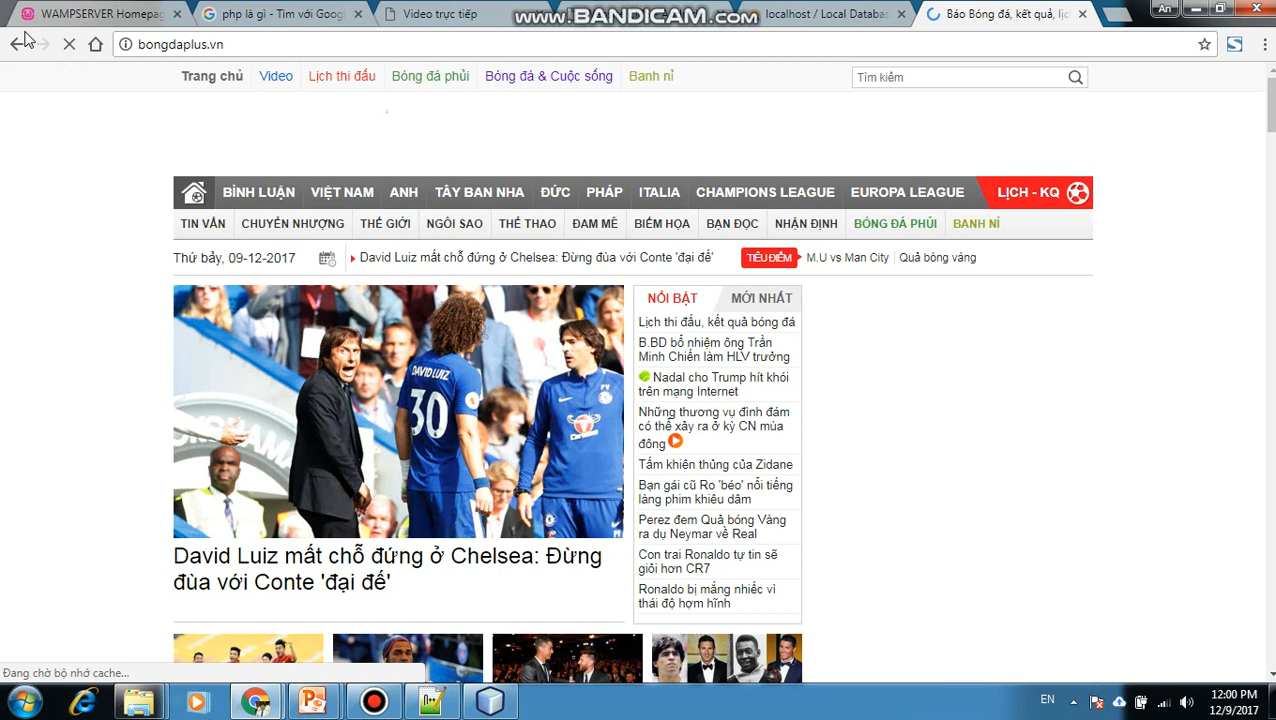 WAMPSERVER Homepag
php là gì - Tìm với Googl
Video trực tiếp
www.BANDICAM.com
localhost / Local Databas
Báo Bóng đá, kết quả, lịc
An
bongdaplus.vn
Trang chủ
Video
Lịch thi đấu
Bóng đá phủi
Bóng đá & Cuộc sống
Banh nỉ
Tìm kiếm
BÌNH LUẬN
VIỆT NAM
ANH
TÂY BAN NHA
ĐỨC
PHÁP
ITALIA
CHAMPIONS LEAGUE
EUROPA LEAGUE
LỊCH - KQ
TIN VẮN
CHUYỂN NHƯỢNG
THẾ GIỚI
NGÔI SAO
THỂ THAO
ĐAM MÊ
BIẾM HỌA
BẠN ĐỌC
NHẬN ĐỊNH
BÓNG ĐÁ PHỦI
BANH NỈ
Thứ bảy, 09-12-2017
David Luiz mất chỗ đứng ở Chelsea: Đừng đùa với Conte 'đại đế'
TIÊU ĐIỂM
M.U vs Man City
Quả bóng vàng
DAVID LUIZ
30
NỔI BẬT
MỚI NHẤT
Lịch thi đấu, kết quả bóng đá
B.BD bổ nhiệm ông Trần
Minh Chiến làm HLV trưởng
Nadal cho Trump hít khói
trên mạng Internet
Những thương vụ đình đám
có thể xảy ra ở kỳ CN mùa
đông
Tấm khiên thủng của Zidane
Bạn gái cũ Ro 'béo' nổi tiếng
làng phim khiêu dâm
Perez đem Quả bóng Vàng
ra dụ Neymar về Real
Con trai Ronaldo tự tin sẽ
giỏi hơn CR7
Ronaldo bị mắng nhiếc vì
thái độ hợm hĩnh
David Luiz mất chỗ đứng ở Chelsea: Đừng
đùa với Conte 'đại đế'
Đang chờ bộ nhớ cache...
EN
12:00 PM
12/9/2017